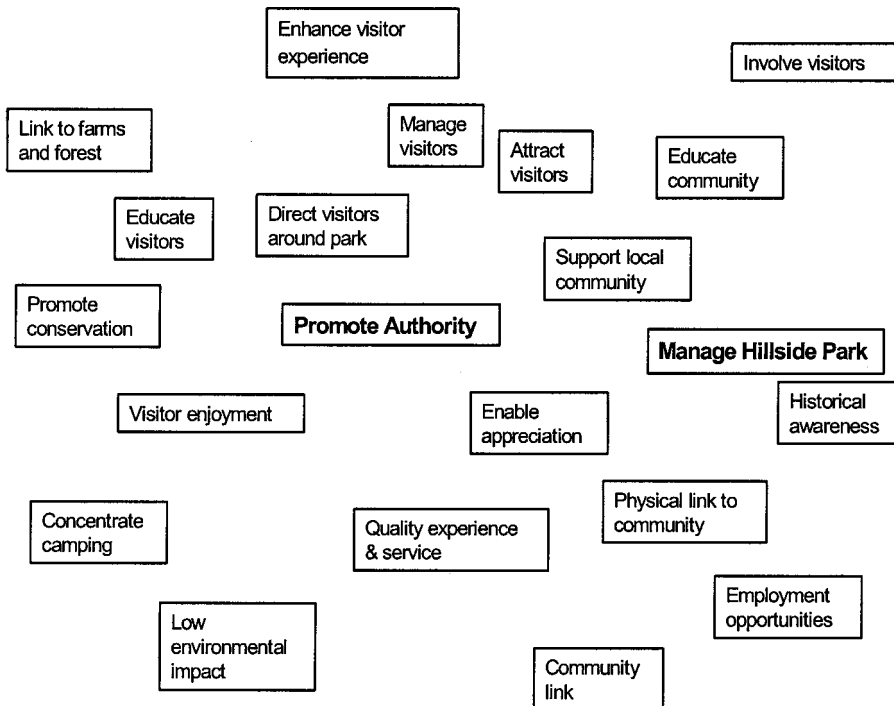 Enhance visitor
experience
Involve visitors
Link to farms
and forest
Manage
visitors
Attract
visitors
Educate
community
Educate
visitors
Direct visitors
around park
Support local
community
Promote
conservation
Promote Authority
Manage Hillside Park
Visitor enjoyment
Enable
appreciation
Historical
awareness
Concentrate
camping
Quality experience
& service
Physical link to
community
Low
environmental
impact
Employment
opportunities
Community
link